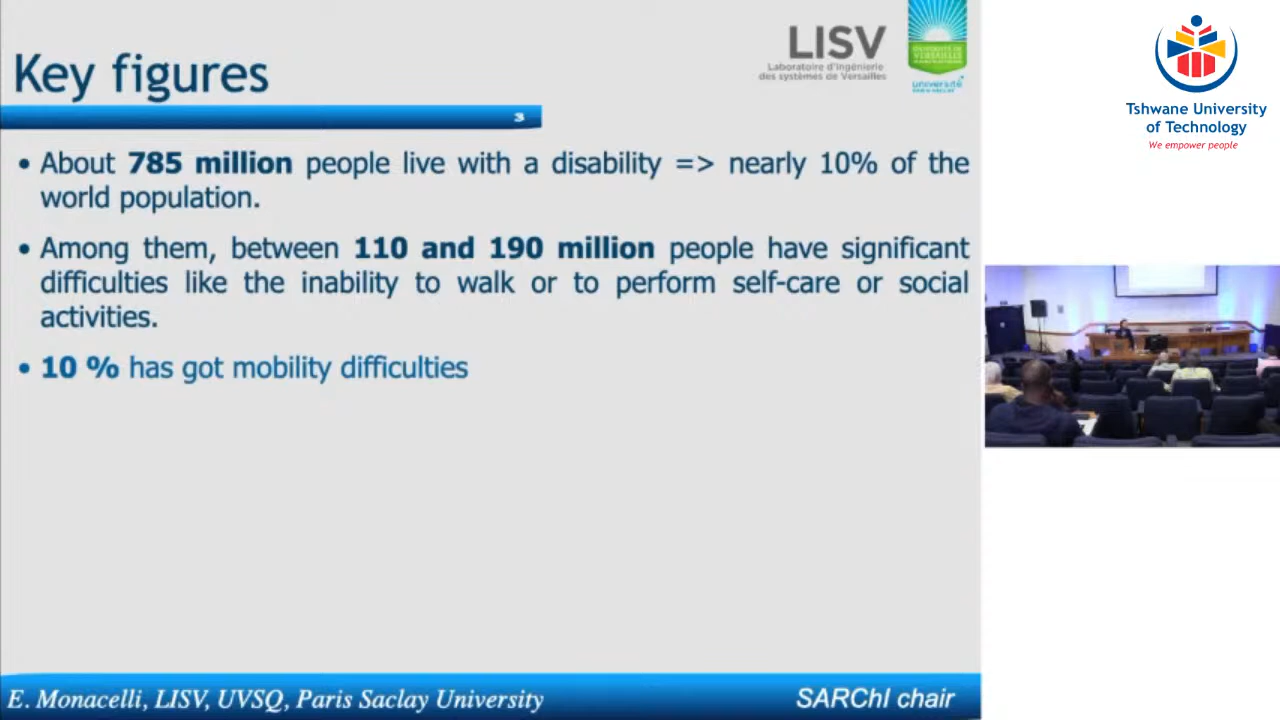 Key figures
LISV
Laboratoire d'Ingénierie
des systèmes de Versailles
UNIVERSITÉ DE
VERSAILLES
université
3
• About 785 million people live with a disability => nearly 10% of the
world population.
• Among them, between 110 and 190 million people have significant
difficulties like the inability to walk or to perform self-care or social
activities.
• 10 % has got mobility difficulties
E. Monacelli, LISV, UVSQ, Paris Saclay University
SARChI chair
Tshwane University
of Technology
We empower people